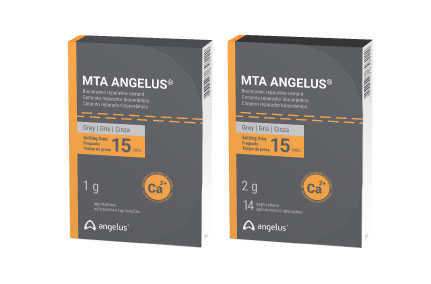 MTA ANGELUS®
Bioceramic reparative cement
Cemento reparador biocerámico
Cimento reparador biocerâmico
Grey | Gris | Cinza
Setting time
Fraguado
Tempo de presa
15 min
1 g
aplicaciones | aplicações
Ca2+
angelus®
MTA ANGELUS®
Bioceramic reparative cement
Cemento reparador biocerámico
Cimento reparador biocerâmico
Grey | Gris | Cinza
Setting time
Fraguado
Tempo de presa
15 min
2 g
14 applications
aplicaciones | aplicações
Ca2+
angelus®